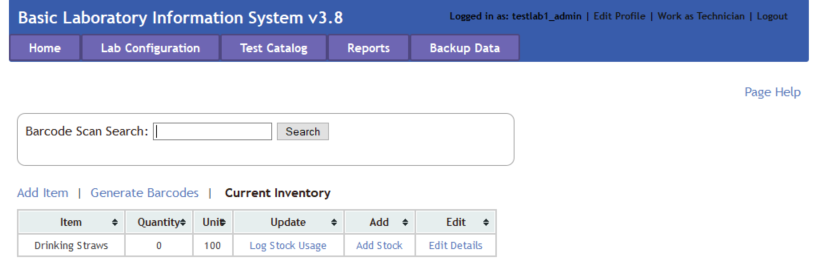 Basic Laboratory Information System v3.8
Logged in as: testlab1_admin | Edit Profile | Work as Technician | Logout
Home Lab Configuration Test Catalog Reports Backup Data
Page Help
Barcode Scan Search: Search
Add Item | Generate Barcodes | Current Inventory
Item Quantity Unit Update Add Edit
Drinking Straws 0 100 Log Stock Usage Add Stock Edit Details